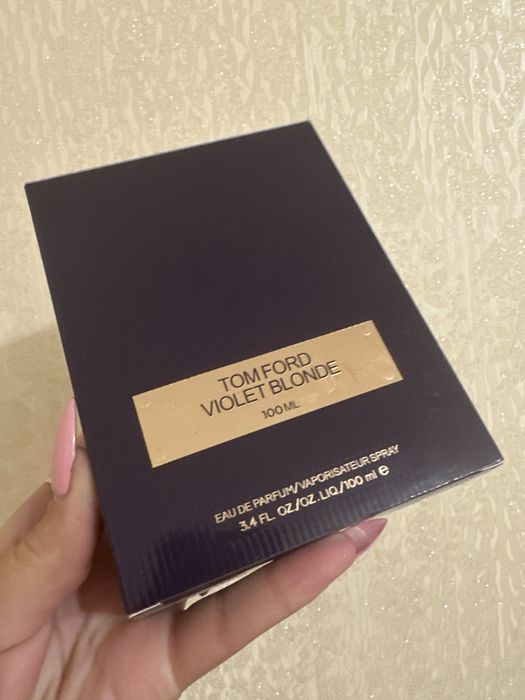 TOM FORD
VIOLET BLONDE
100 ML
EAU DE PARFUM/VAPORISATEUR SPRAY
3.4 FL. OZ./OZ. LIQ./100 ml e